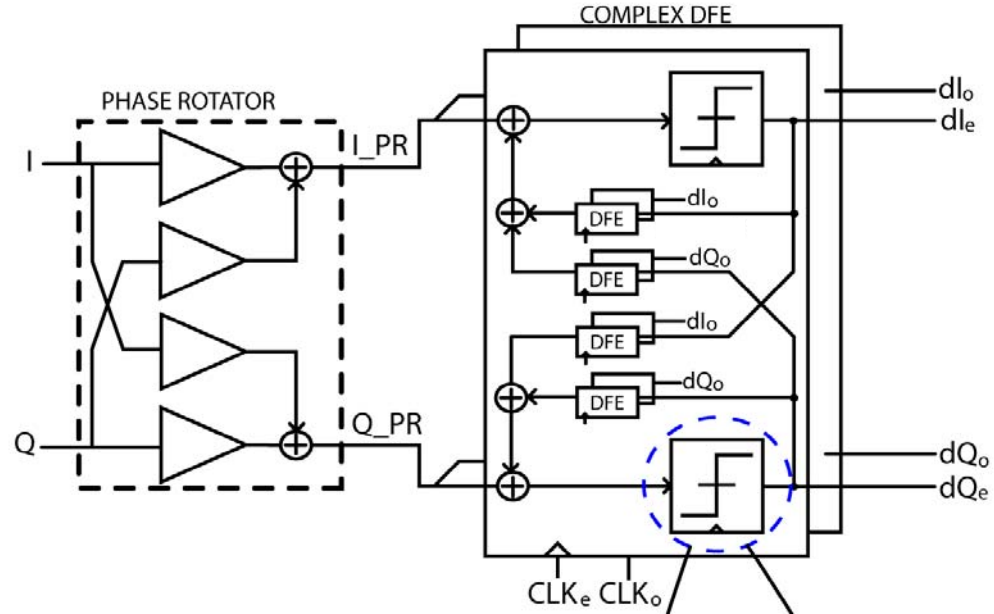 COMPLEX DFE
PHASE ROTATOR
dIo
dIe
I_PR
I
dIo
DFE
dQo
DFE
dIo
DFE
dQo
DFE
Q_PR
Q
dQo
dQe
CLKe CLKo